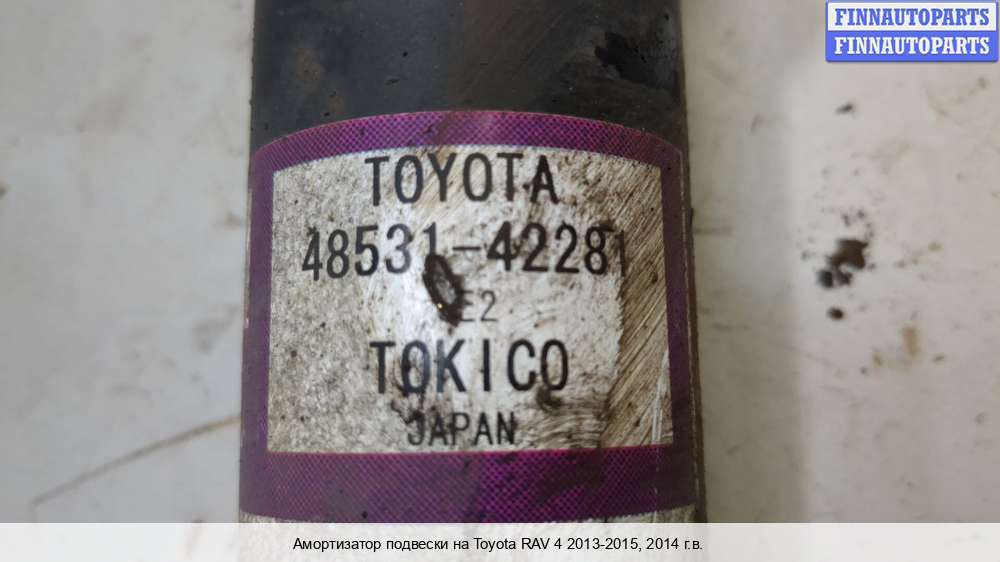 FINNAUTOPARTS
FINNAUTOPARTS
TOYOTA
48531-42281
E2
TOKICO
JAPAN
Амортизатор подвески на Toyota RAV 4 2013-2015, 2014 г.в.